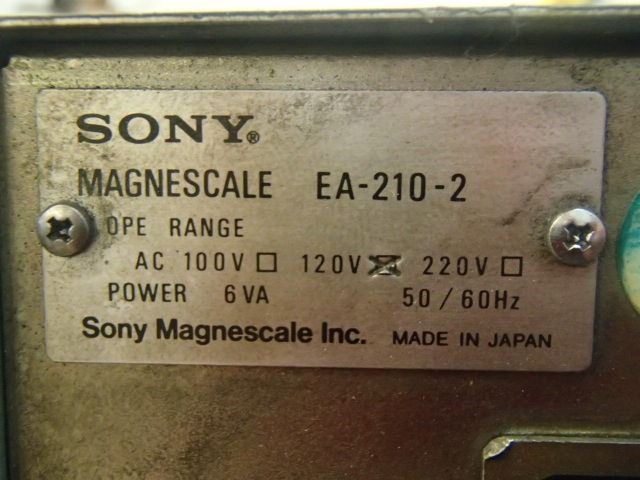 SONY®
MAGNESCALE EA-210-2
OPE RANGE
AC 100V ☐ 120V ☒ 220V ☐
POWER 6VA 50/60Hz
Sony Magnescale Inc. MADE IN JAPAN